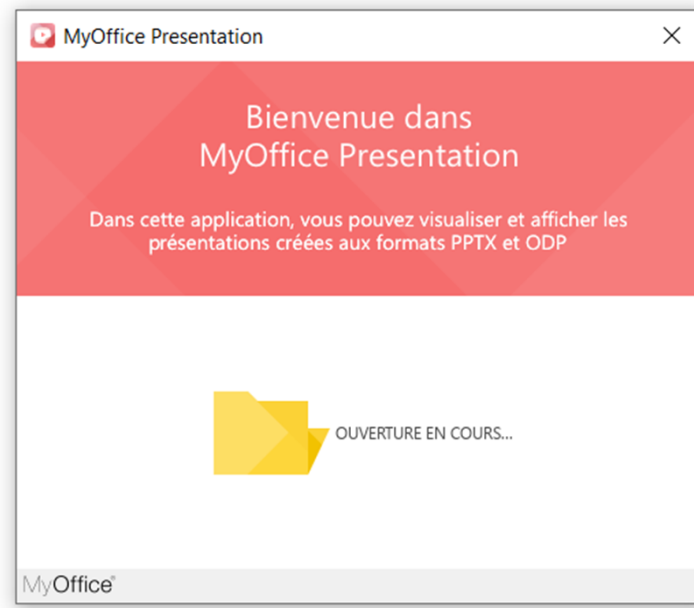 MyOffice Presentation
Bienvenue dans
MyOffice Presentation
Dans cette application, vous pouvez visualiser et afficher les
présentations créées aux formats PPTX et ODP
OUVERTURE EN COURS...
MyOffice®